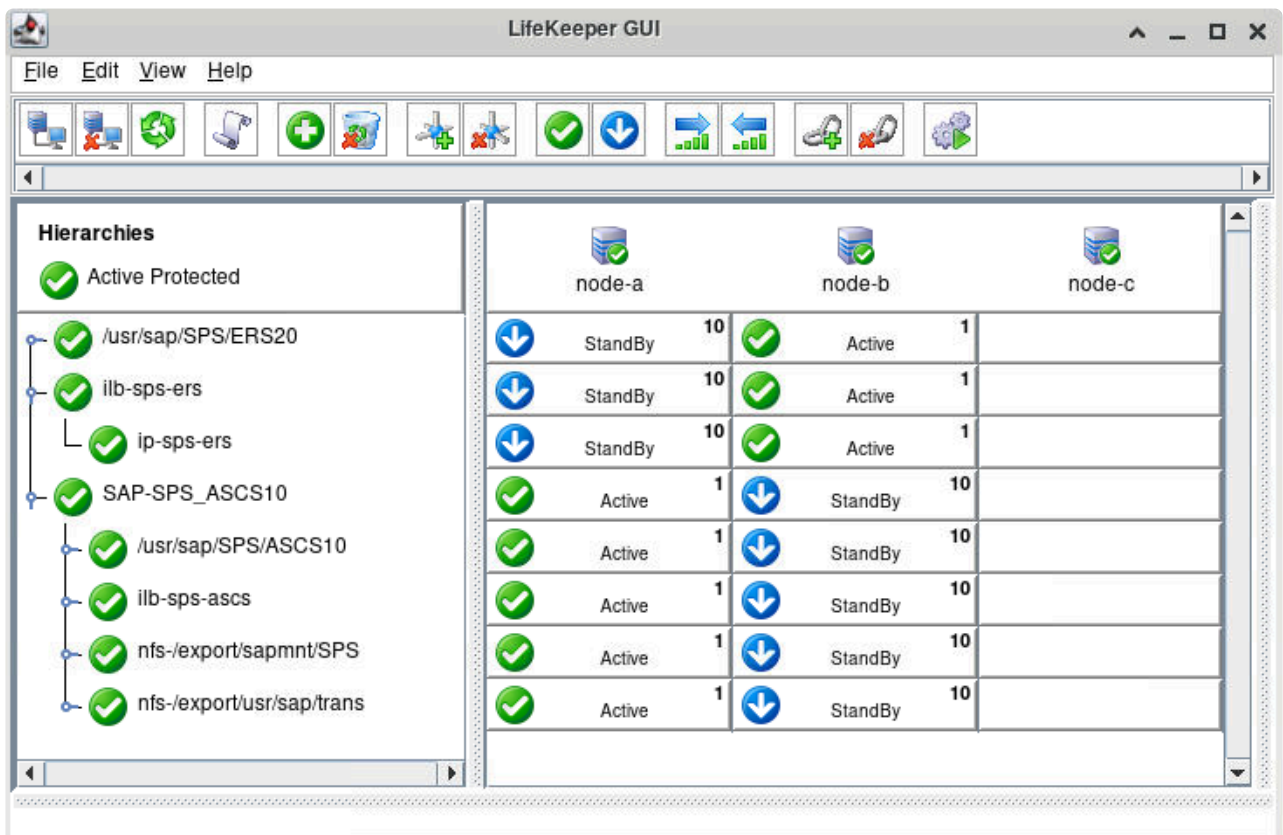 LifeKeeper GUI
File Edit View Help
Hierarchies
Active Protected
node-a node-b node-c
/usr/sap/SPS/ERS20 StandBy 10 Active 1
ilb-sps-ers StandBy 10 Active 1
ip-sps-ers StandBy 10 Active 1
SAP-SPS_ASCS10 Active 1 StandBy 10
/usr/sap/SPS/ASCS10 Active 1 StandBy 10
ilb-sps-ascs Active 1 StandBy 10
nfs-/export/sapmnt/SPS Active 1 StandBy 10
nfs-/export/usr/sap/trans Active 1 StandBy 10